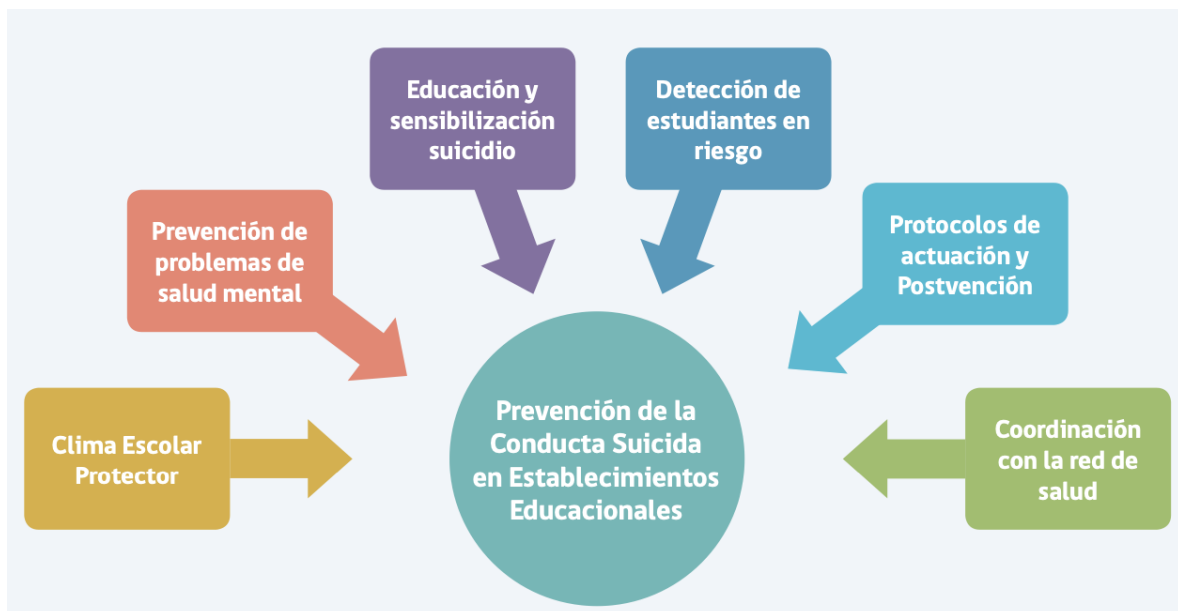 Educación y
sensibilización
suicidio
Detección de
estudiantes en
riesgo
Prevención de
problemas de
salud mental
Protocolos de
actuación y
Postvención
Clima Escolar
Protector
Prevención de la
Conducta Suicida
en Establecimientos
Educacionales
Coordinación
con la red de
salud